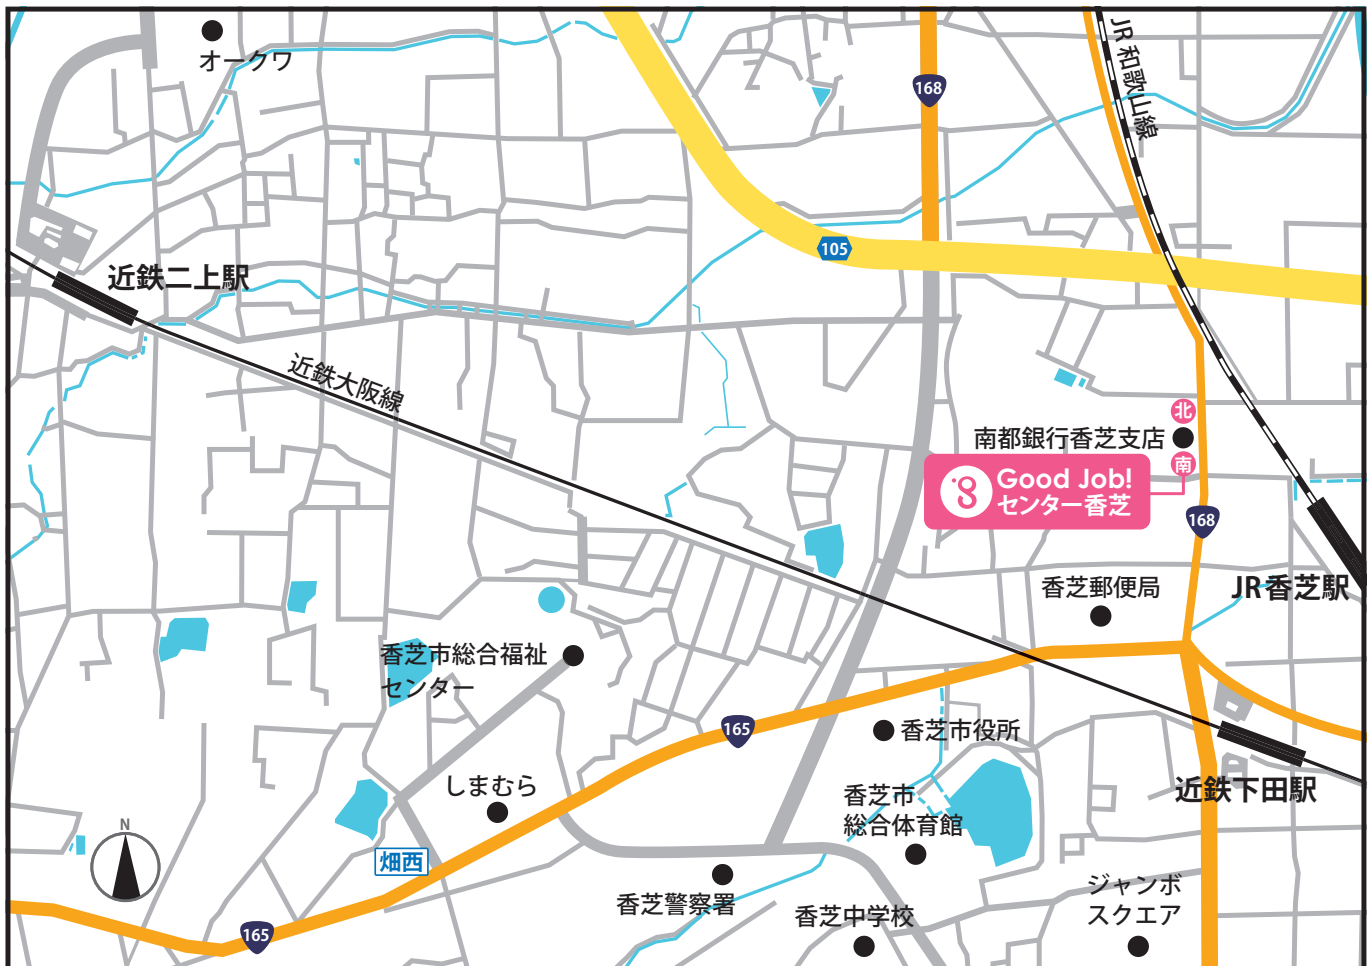 オークワ
JR和歌山線
168
105
近鉄二上駅
近鉄大阪線
北
南都銀行香芝支店
南
Good Job!
センター香芝
168
香芝郵便局
JR香芝駅
香芝市総合福祉
センター
165
香芝市役所
しまむら
香芝市
総合体育館
近鉄下田駅
N
畑西
香芝警察署
香芝中学校
ジャンボ
スクエア
165